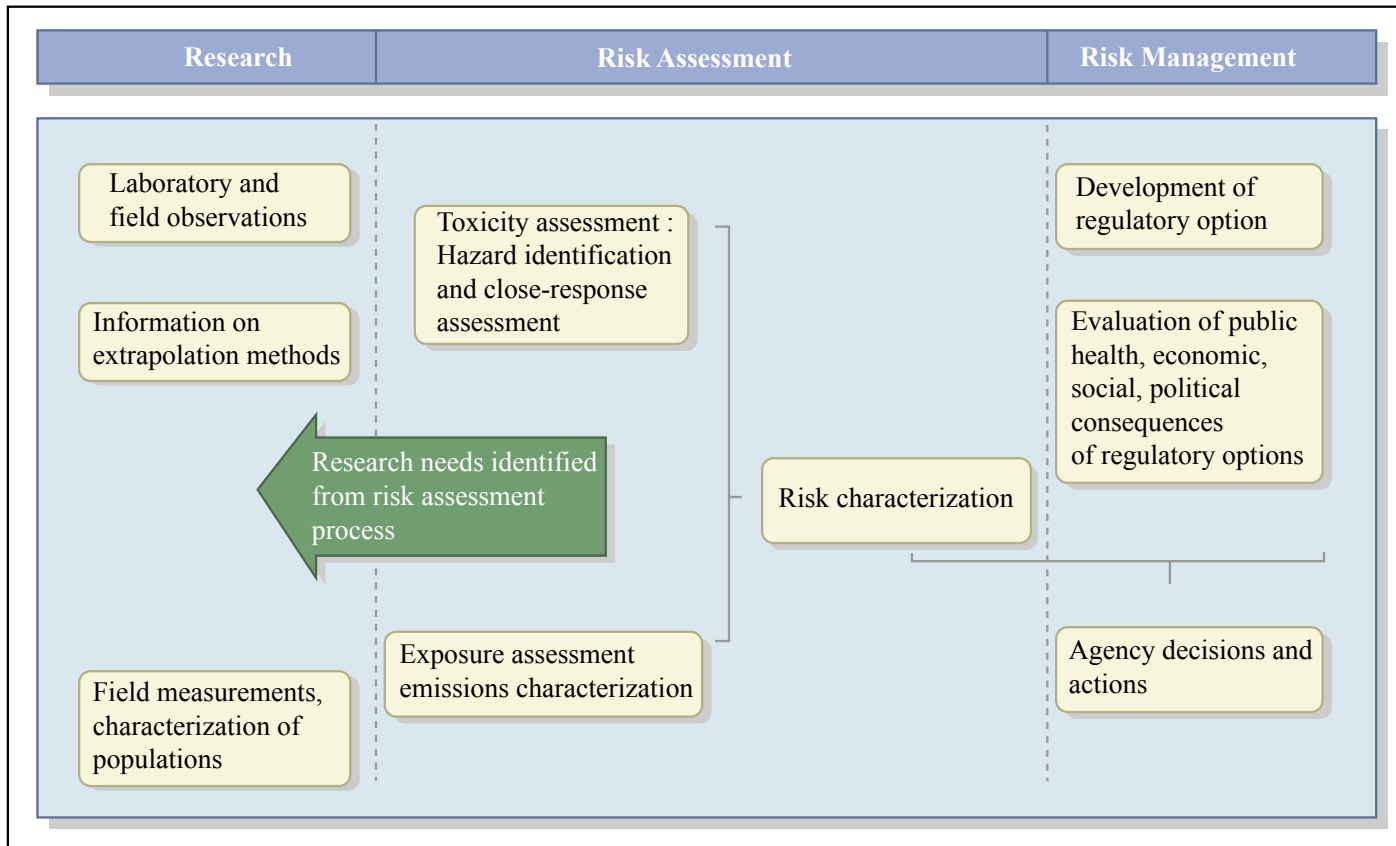 Research
Risk Assessment
Risk Management
Laboratory and
field observations
Information on
extrapolation methods
Field measurements,
characterization of
populations
Research needs identified
from risk assessment
process
Toxicity assessment :
Hazard identification
and close-response
assessment
Exposure assessment
emissions characterization
Risk characterization
Development of
regulatory option
Evaluation of public
health, economic,
social, political
consequences
of regulatory options
Agency decisions and
actions